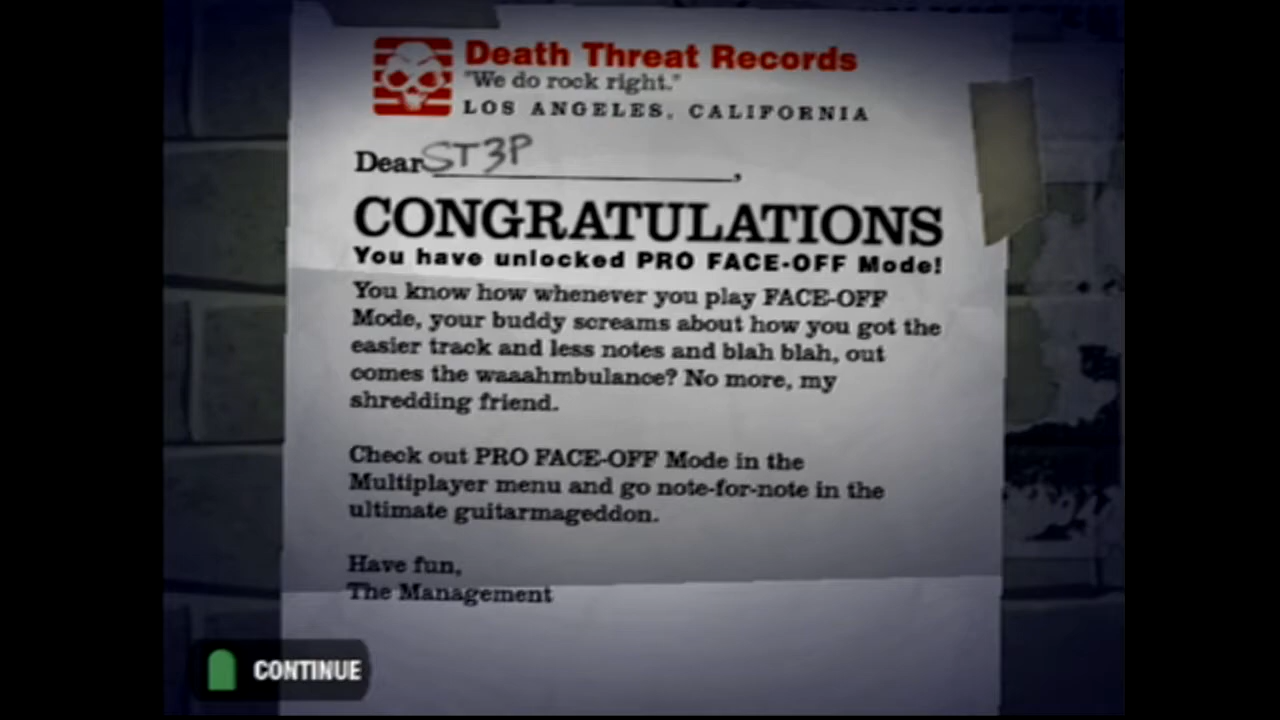 Death Threat Records
"We do rock right."
LOS ANGELES, CALIFORNIA
Dear ST3P,
CONGRATULATIONS
You have unlocked PRO FACE-OFF Mode!
You know how whenever you play FACE-OFF
Mode, your buddy screams about how you got the
easier track and less notes and blah blah, out
comes the waaahmbulance? No more, my
shredding friend.
Check out PRO FACE-OFF Mode in the
Multiplayer menu and go note-for-note in the
ultimate guitarmageddon.
Have fun,
The Management
CONTINUE